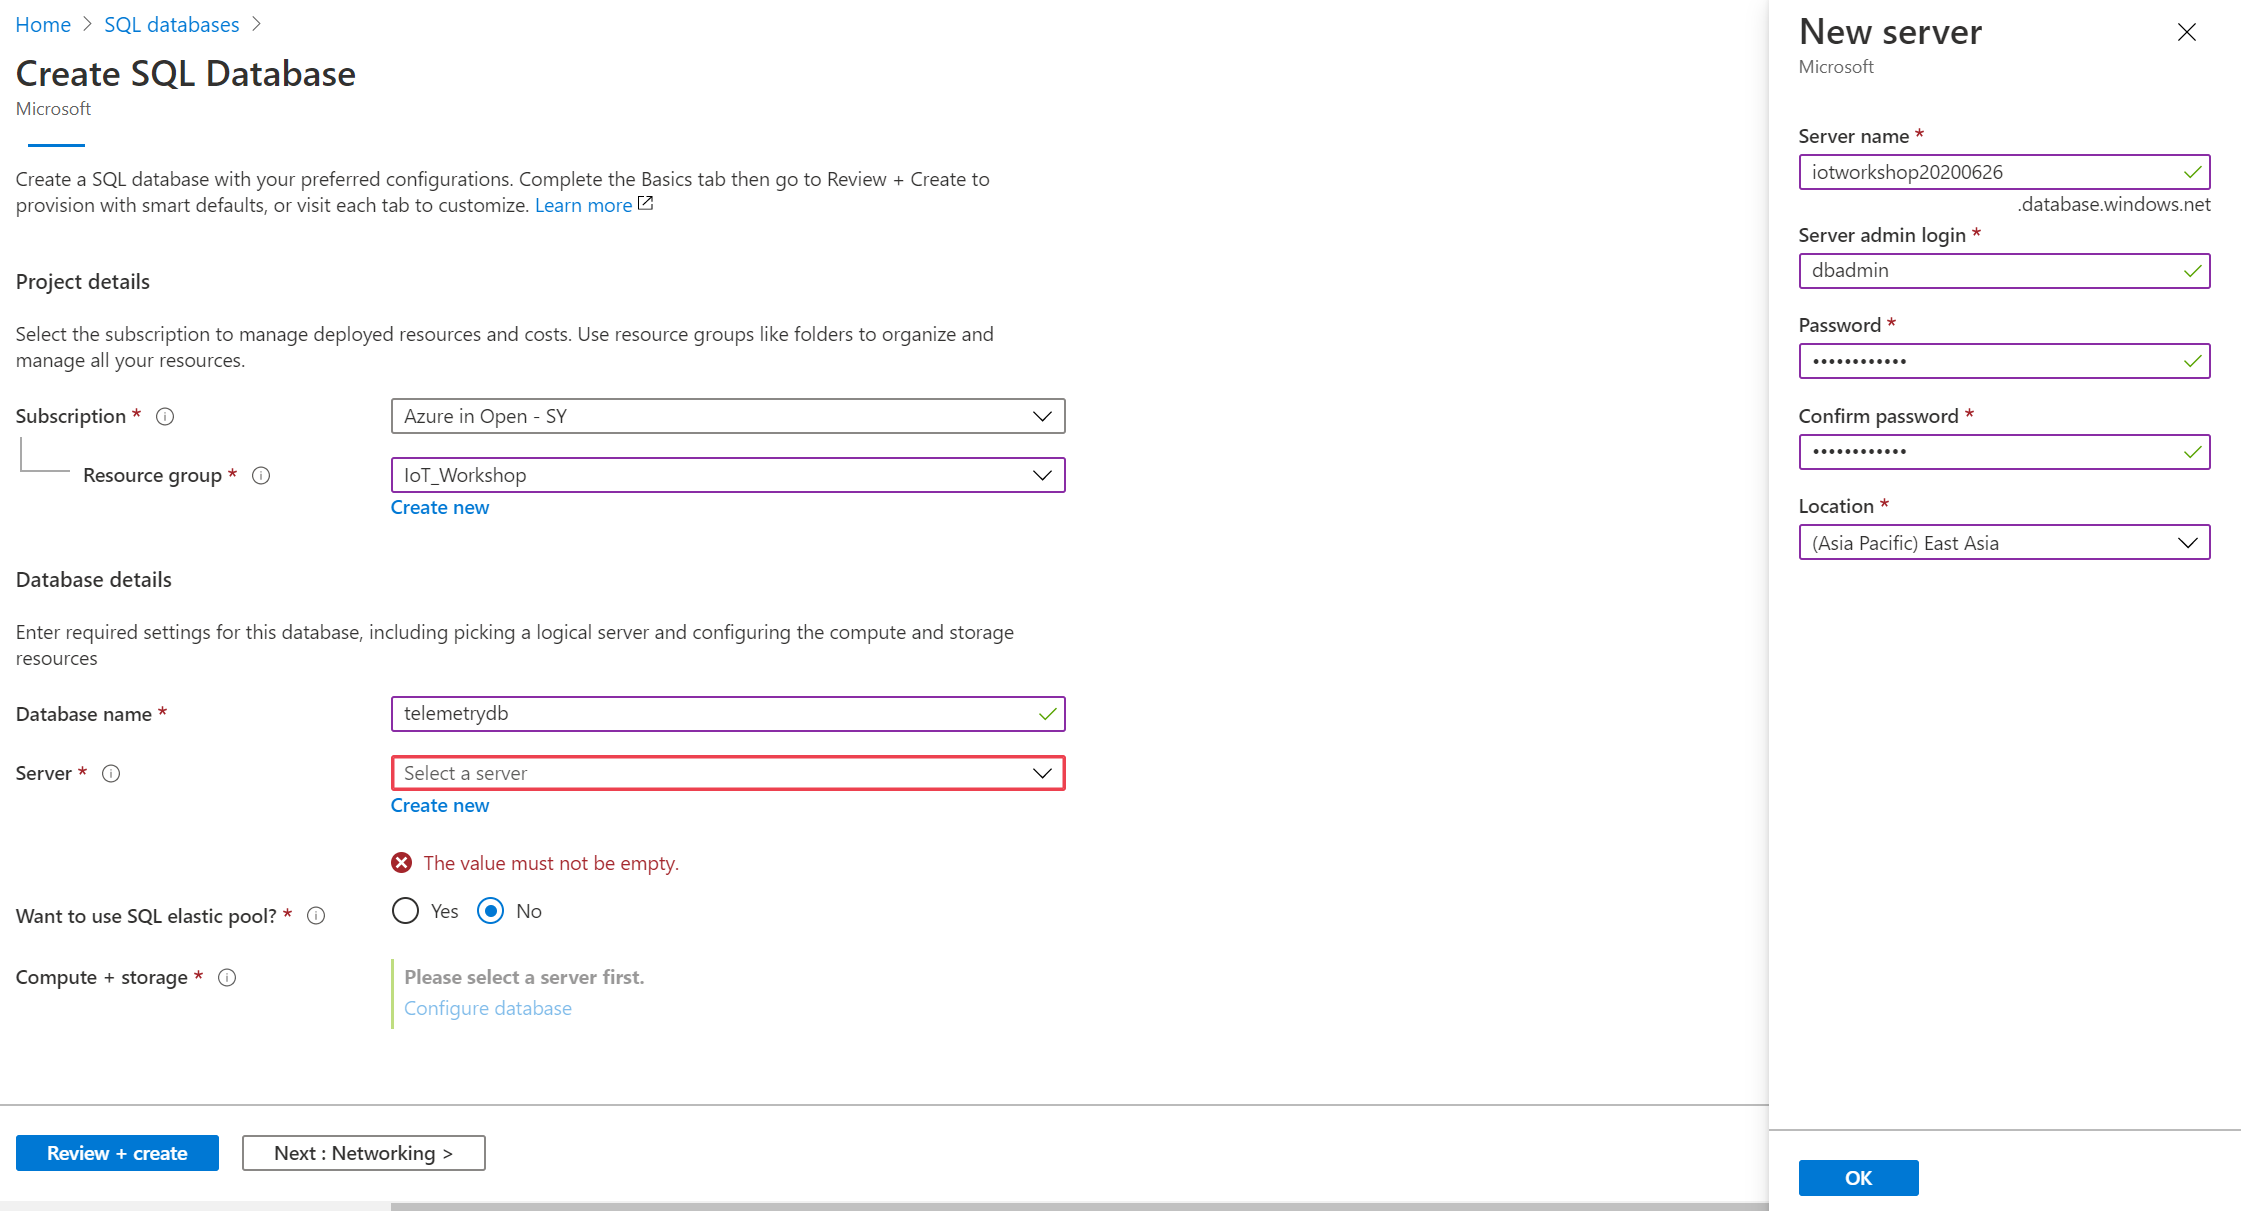 Home > SQL databases >
Create SQL Database
Microsoft
Create a SQL database with your preferred configurations. Complete the Basics tab then go to Review + Create to
provision with smart defaults, or visit each tab to customize. Learn more
Project details
Select the subscription to manage deployed resources and costs. Use resource groups like folders to organize and
manage all your resources.
Subscription *
Azure in Open - SY
Resource group *
IoT_Workshop
Create new
Database details
Enter required settings for this database, including picking a logical server and configuring the compute and storage
resources
Database name *
telemetrydb
Server *
Select a server
Create new
The value must not be empty.
Want to use SQL elastic pool? *
Yes No
Compute + storage *
Please select a server first.
Configure database
Review + create
Next : Networking >
New server
Microsoft
Server name *
iotworkshop20200626
.database.windows.net
Server admin login *
dbadmin
Password *
••••••••••••
Confirm password *
••••••••••••
Location *
(Asia Pacific) East Asia
OK